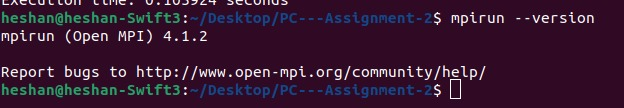 Execution time: 0.103924 seconds
heshan@heshan-Swift3:~/Desktop/PC---Assignment-2$ mpirun --version
mpirun (Open MPI) 4.1.2
Report bugs to http://www.open-mpi.org/community/help/
heshan@heshan-Swift3:~/Desktop/PC---Assignment-2$